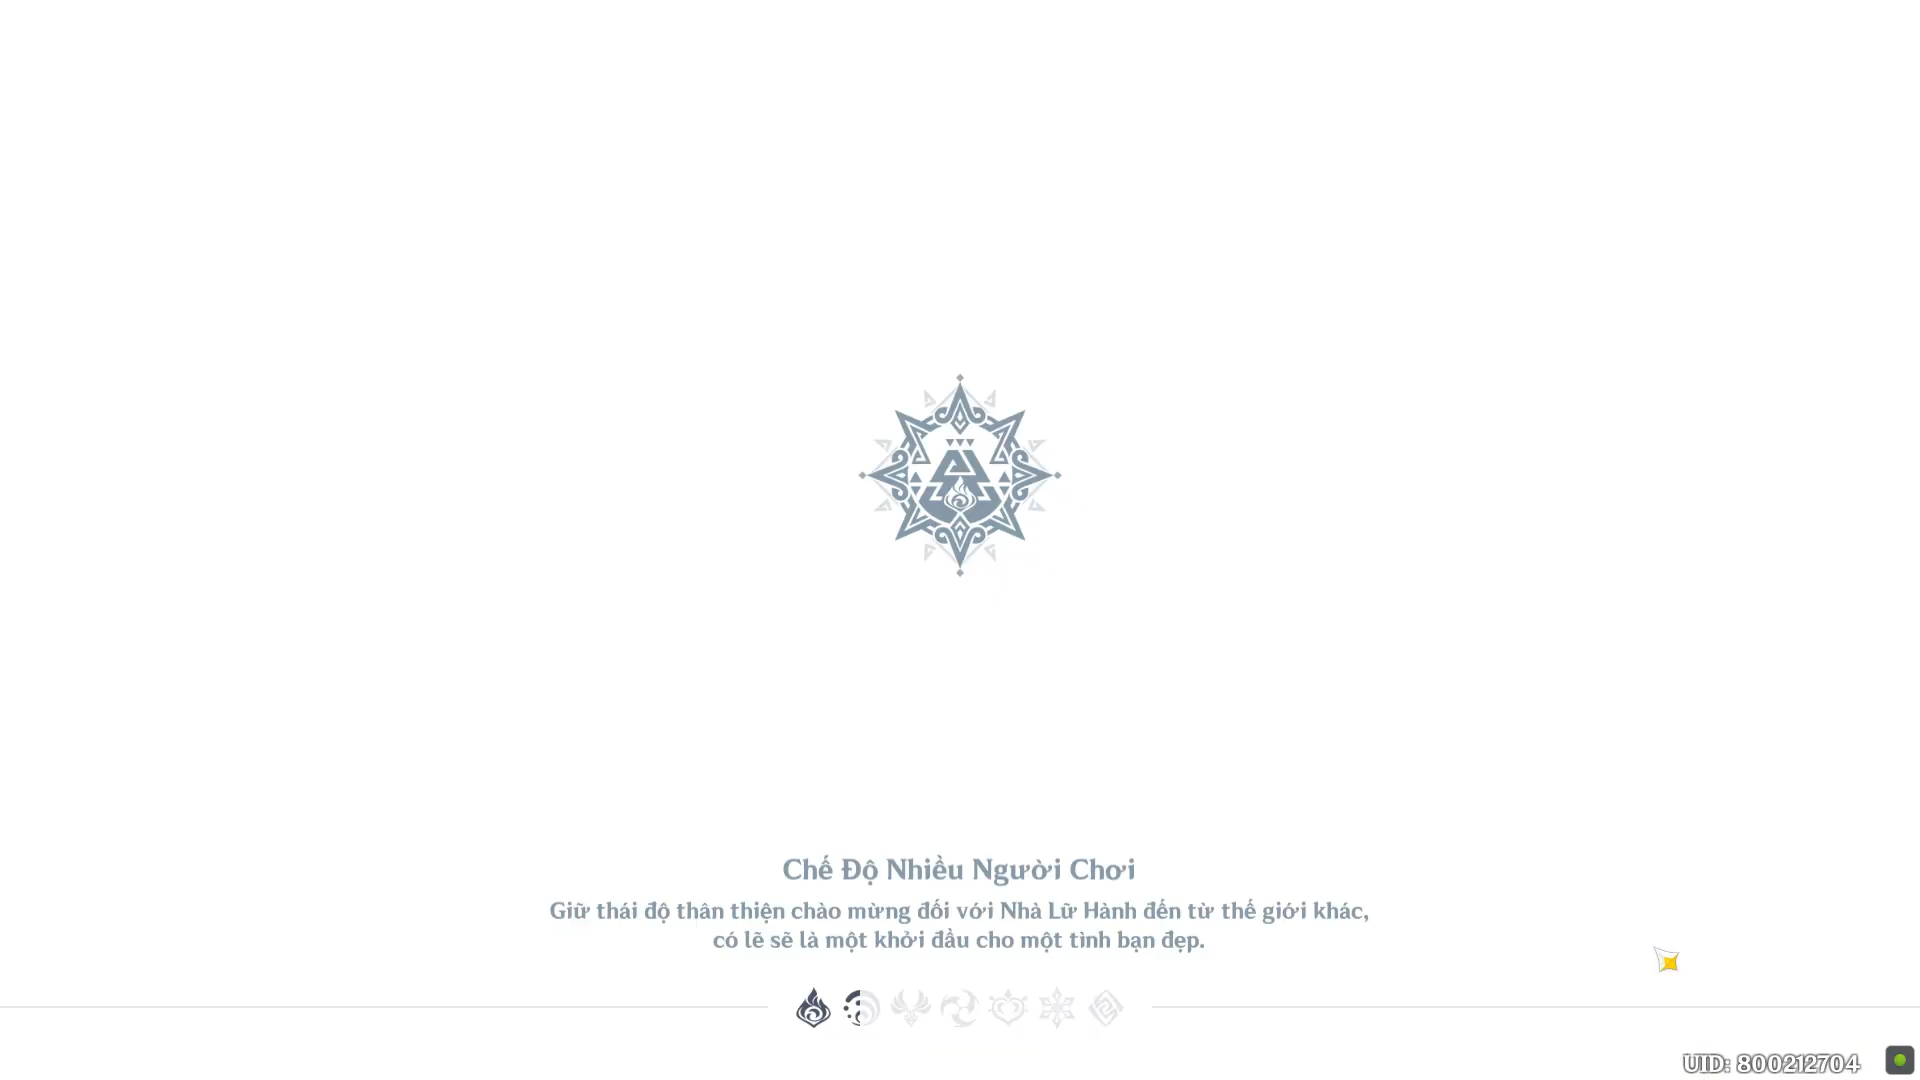 Chế Độ Nhiều Người Chơi
Giữ thái độ thân thiện chào mừng đối với Nhà Lữ Hành đến từ thế giới khác,
có lẽ sẽ là một khởi đầu cho một tình bạn đẹp.
UID: 800212704